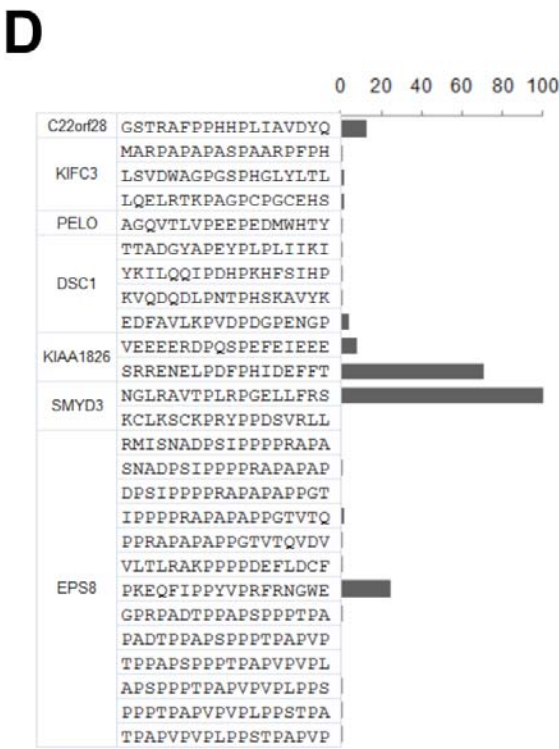 D
0 20 40 60 80 100
C22orf28 GSTRAFPPHHPLIAVDYQ
MARPAPAPASPAARPFPH
KIFC3 LSVDWAGPGSPHGLYLTL
LQELRTKPAGPCPGCEHS
PELO AGQVTLVPEEPEDMWHTY
TTADGYAPEYPLPLIIKI
YKILQQIPDHPKHFSIHP
DSC1
KVQDQDLPNTPHSKAVYK
EDFAVLKPVDPDGPENGP
VEEEERDPQSPEFEIEEE
KIAA1826
SRRENELPDFPHIDEFFT
NGLRAVTPLRPGELLFRS
SMYD3
KCLKSCKPRYPPDSVRLL
RMISNADPSIPPPPRAPA
SNADPSIPPPPRAPAPAP
DPSIPPPPRAPAPAPPGT
IPPPPRAPAPAPPGTVTQ
PPRAPAPAPPGTVTQVDV
VLTLRAKPPPPDEFLDCF
EPS8 PKEQFIPPYVPRFRNGWE
GPRPADTPPAPSPPPTPA
PADTPPAPSPPPTPAPVP
TPPAPSPPPTPAPVPVPL
APSPPPTPAPVPVPLPPS
PPPTPAPVPVPLPPSTPA
TPAPVPVPLPPSTPAPVP